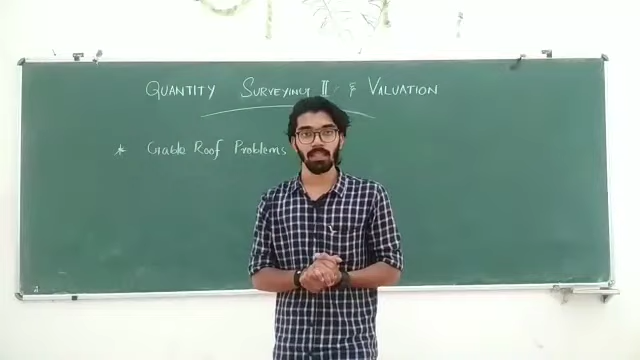 QUANTITY SURVEYING II & VALUATION
* Gable Roof Problems